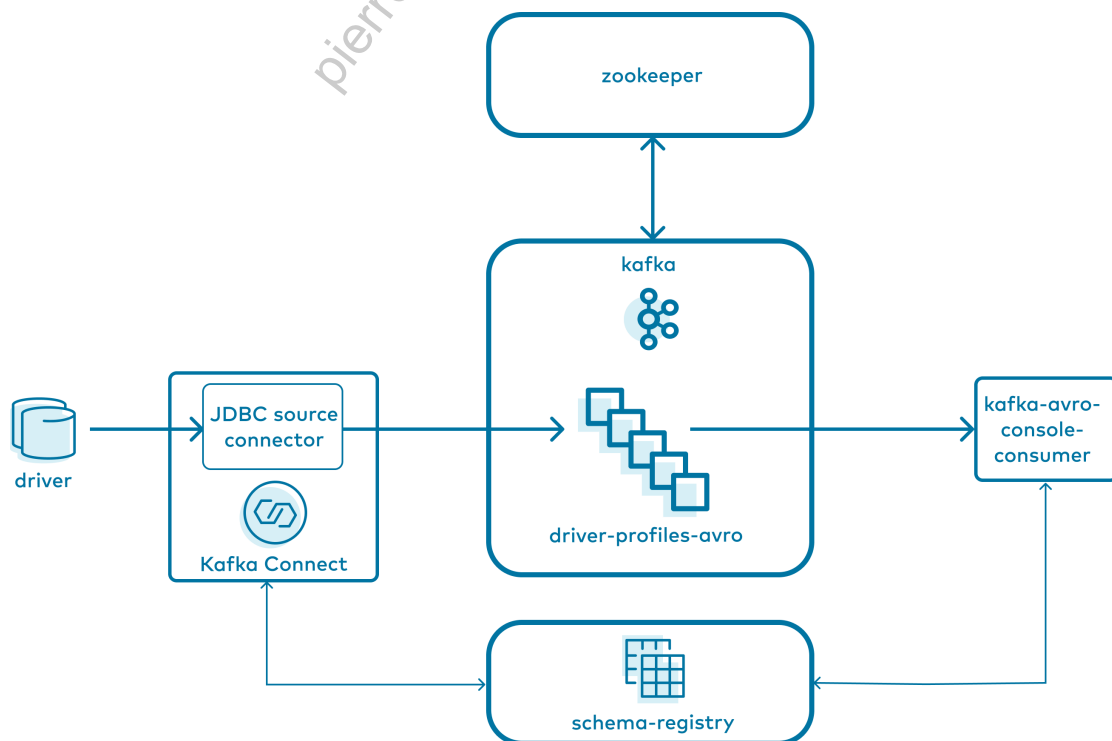 zookeeper
kafka
JDBC source
connector
kafka-avro-
console-
consumer
driver
driver-profiles-avro
Kafka Connect
schema-registry